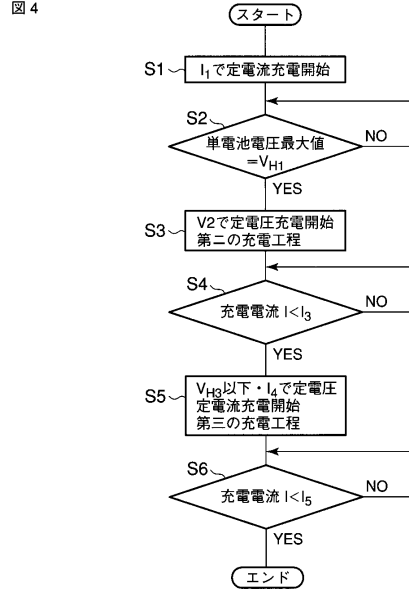 図 4
スタート
S1
I₁で定電流充電開始
S2
単電池電圧最大値
=V_H1
NO
YES
S3
V2で定電圧充電開始
第二の充電工程
S4
充電電流 I<I₃
NO
YES
S5
V_H3以下・I₄で定電圧
定電流充電開始
第三の充電工程
S6
充電電流 I<I₅
NO
YES
エンド